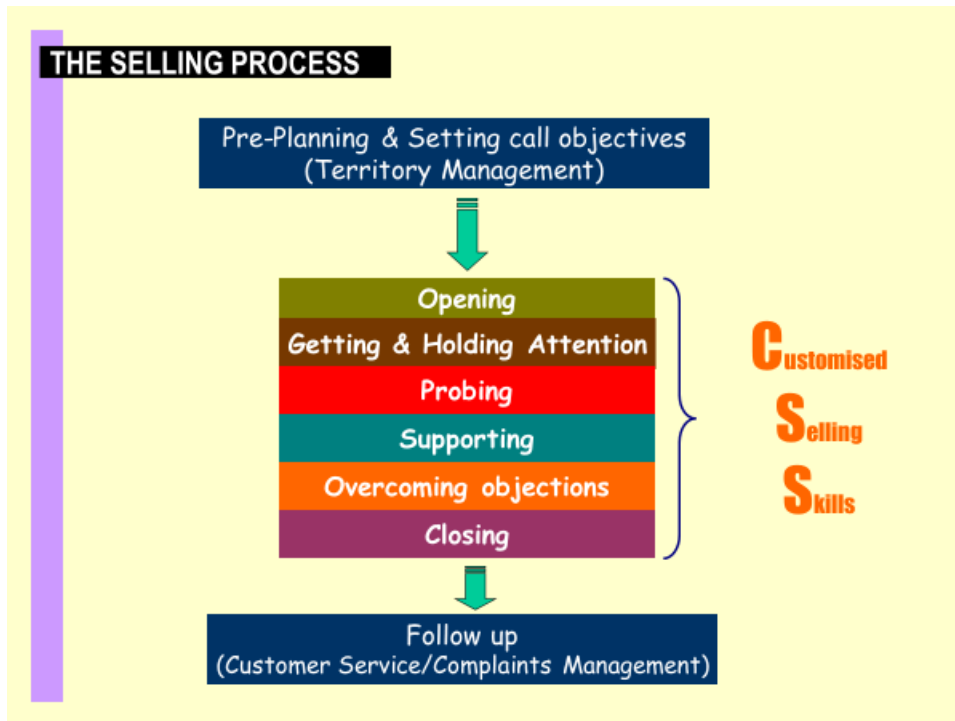 THE SELLING PROCESS
Pre-Planning & Setting call objectives
(Territory Management)
Opening
Getting & Holding Attention
Probing
Supporting
Overcoming objections
Closing
Customised
Selling
Skills
Follow up
(Customer Service/Complaints Management)